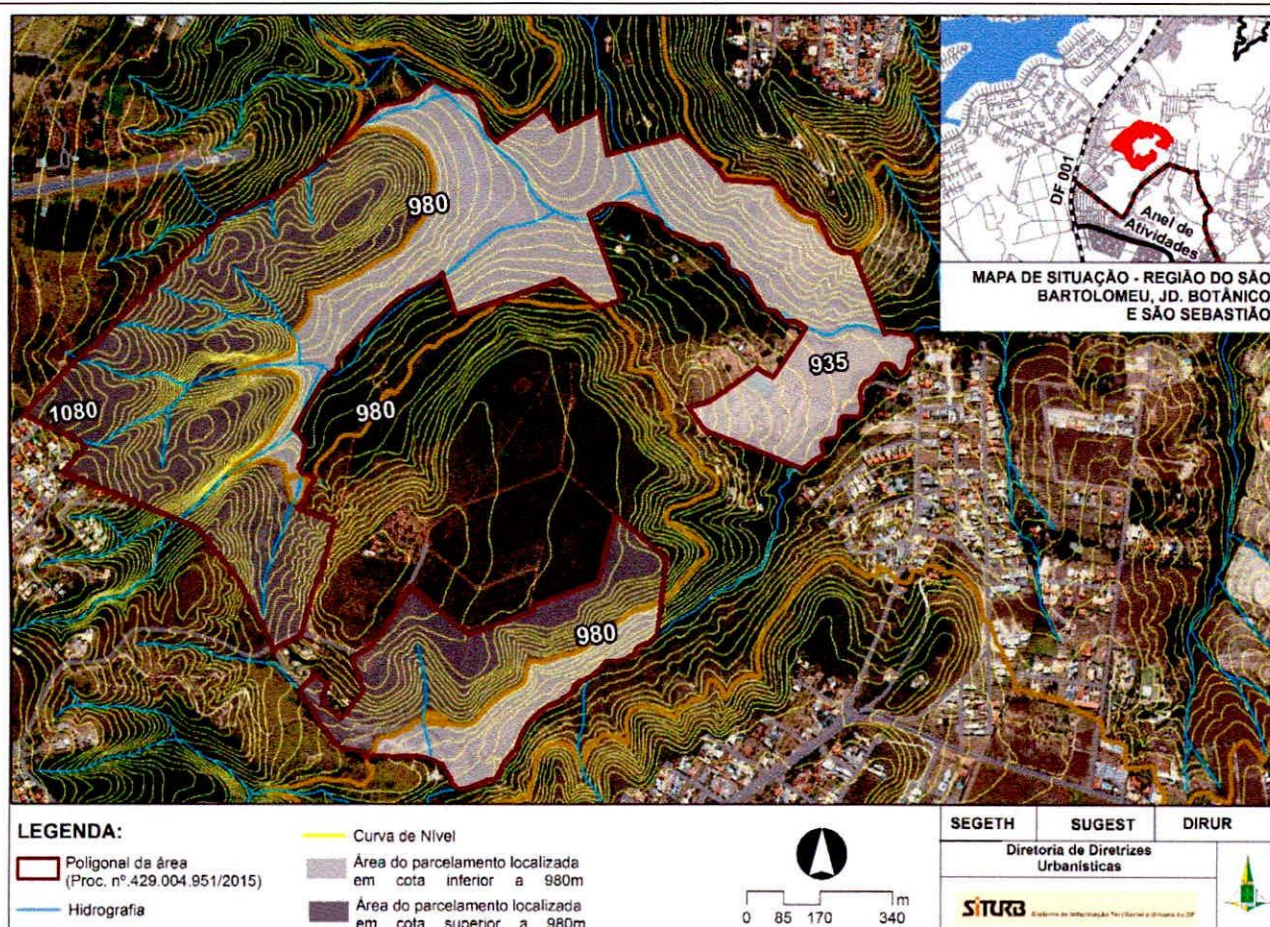 980
980
935
1080
980
DF 001
Anel de
Atividades
MAPA DE SITUAÇÃO - REGIÃO DO SÃO
BARTOLOMEU, JD. BOTÂNICO
E SÃO SEBASTIÃO
LEGENDA:
Poligonal da área
(Proc. nº.429.004.951/2015)
Hidrografia
Curva de Nível
Área do parcelamento localizada
em cota inferior a 980m
Área do parcelamento localizada
em cota superior a 980m
m
0 85 170 340
SEGETH SUGEST DIRUR
Diretoria de Diretrizes
Urbanísticas
SITURB